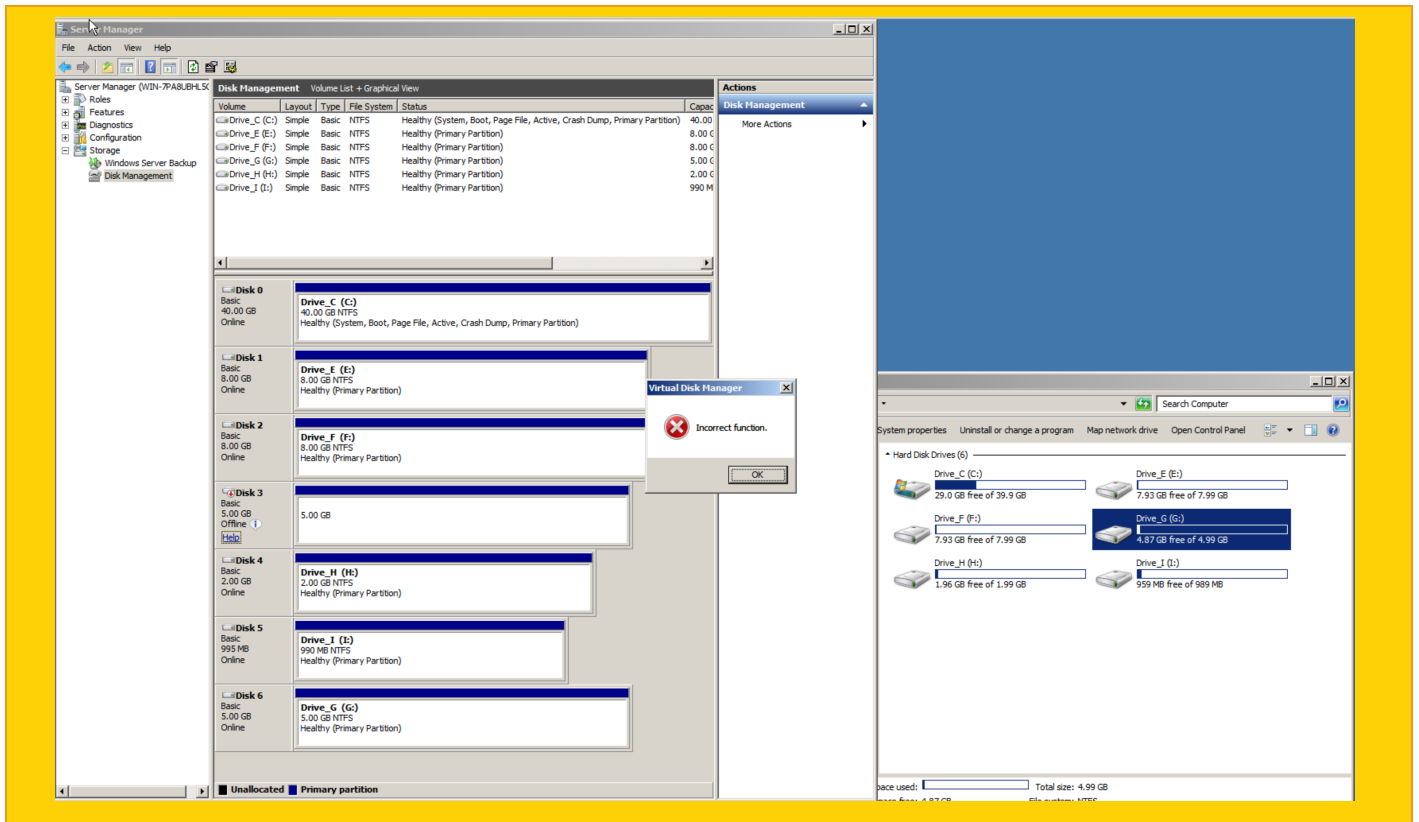 Server Manager
File Action View Help
Server Manager (WIN-7PA8UBHL5C
Roles
Features
Diagnostics
Configuration
Storage
Windows Server Backup
Disk Management
Disk Management Volume List + Graphical View
Volume Layout Type File System Status Capac
Drive_C (C:) Simple Basic NTFS Healthy (System, Boot, Page File, Active, Crash Dump, Primary Partition) 40.00
Drive_E (E:) Simple Basic NTFS Healthy (Primary Partition) 8.00 G
Drive_F (F:) Simple Basic NTFS Healthy (Primary Partition) 8.00 G
Drive_G (G:) Simple Basic NTFS Healthy (Primary Partition) 5.00 G
Drive_H (H:) Simple Basic NTFS Healthy (Primary Partition) 2.00 G
Drive_I (I:) Simple Basic NTFS Healthy (Primary Partition) 990 M
Disk 0
Basic
40.00 GB
Online
Drive_C (C:)
40.00 GB NTFS
Healthy (System, Boot, Page File, Active, Crash Dump, Primary Partition)
Disk 1
Basic
8.00 GB
Online
Drive_E (E:)
8.00 GB NTFS
Healthy (Primary Partition)
Disk 2
Basic
8.00 GB
Online
Drive_F (F:)
8.00 GB NTFS
Healthy (Primary Partition)
Disk 3
Basic
5.00 GB
Offline
Help
5.00 GB
Disk 4
Basic
2.00 GB
Online
Drive_H (H:)
2.00 GB NTFS
Healthy (Primary Partition)
Disk 5
Basic
995 MB
Online
Drive_I (I:)
990 MB NTFS
Healthy (Primary Partition)
Disk 6
Basic
5.00 GB
Online
Drive_G (G:)
5.00 GB NTFS
Healthy (Primary Partition)
Unallocated Primary partition
Actions
Disk Management
More Actions
Virtual Disk Manager
Incorrect function.
OK
Search Computer
System properties Uninstall or change a program Map network drive Open Control Panel
Hard Disk Drives (6)
Drive_C (C:)
29.0 GB free of 39.9 GB
Drive_E (E:)
7.93 GB free of 7.99 GB
Drive_F (F:)
7.93 GB free of 7.99 GB
Drive_G (G:)
4.87 GB free of 4.99 GB
Drive_H (H:)
1.96 GB free of 1.99 GB
Drive_I (I:)
959 MB free of 989 MB
pace used: Total size: 4.99 GB
pace free: 4.87 GB File system: NTFS